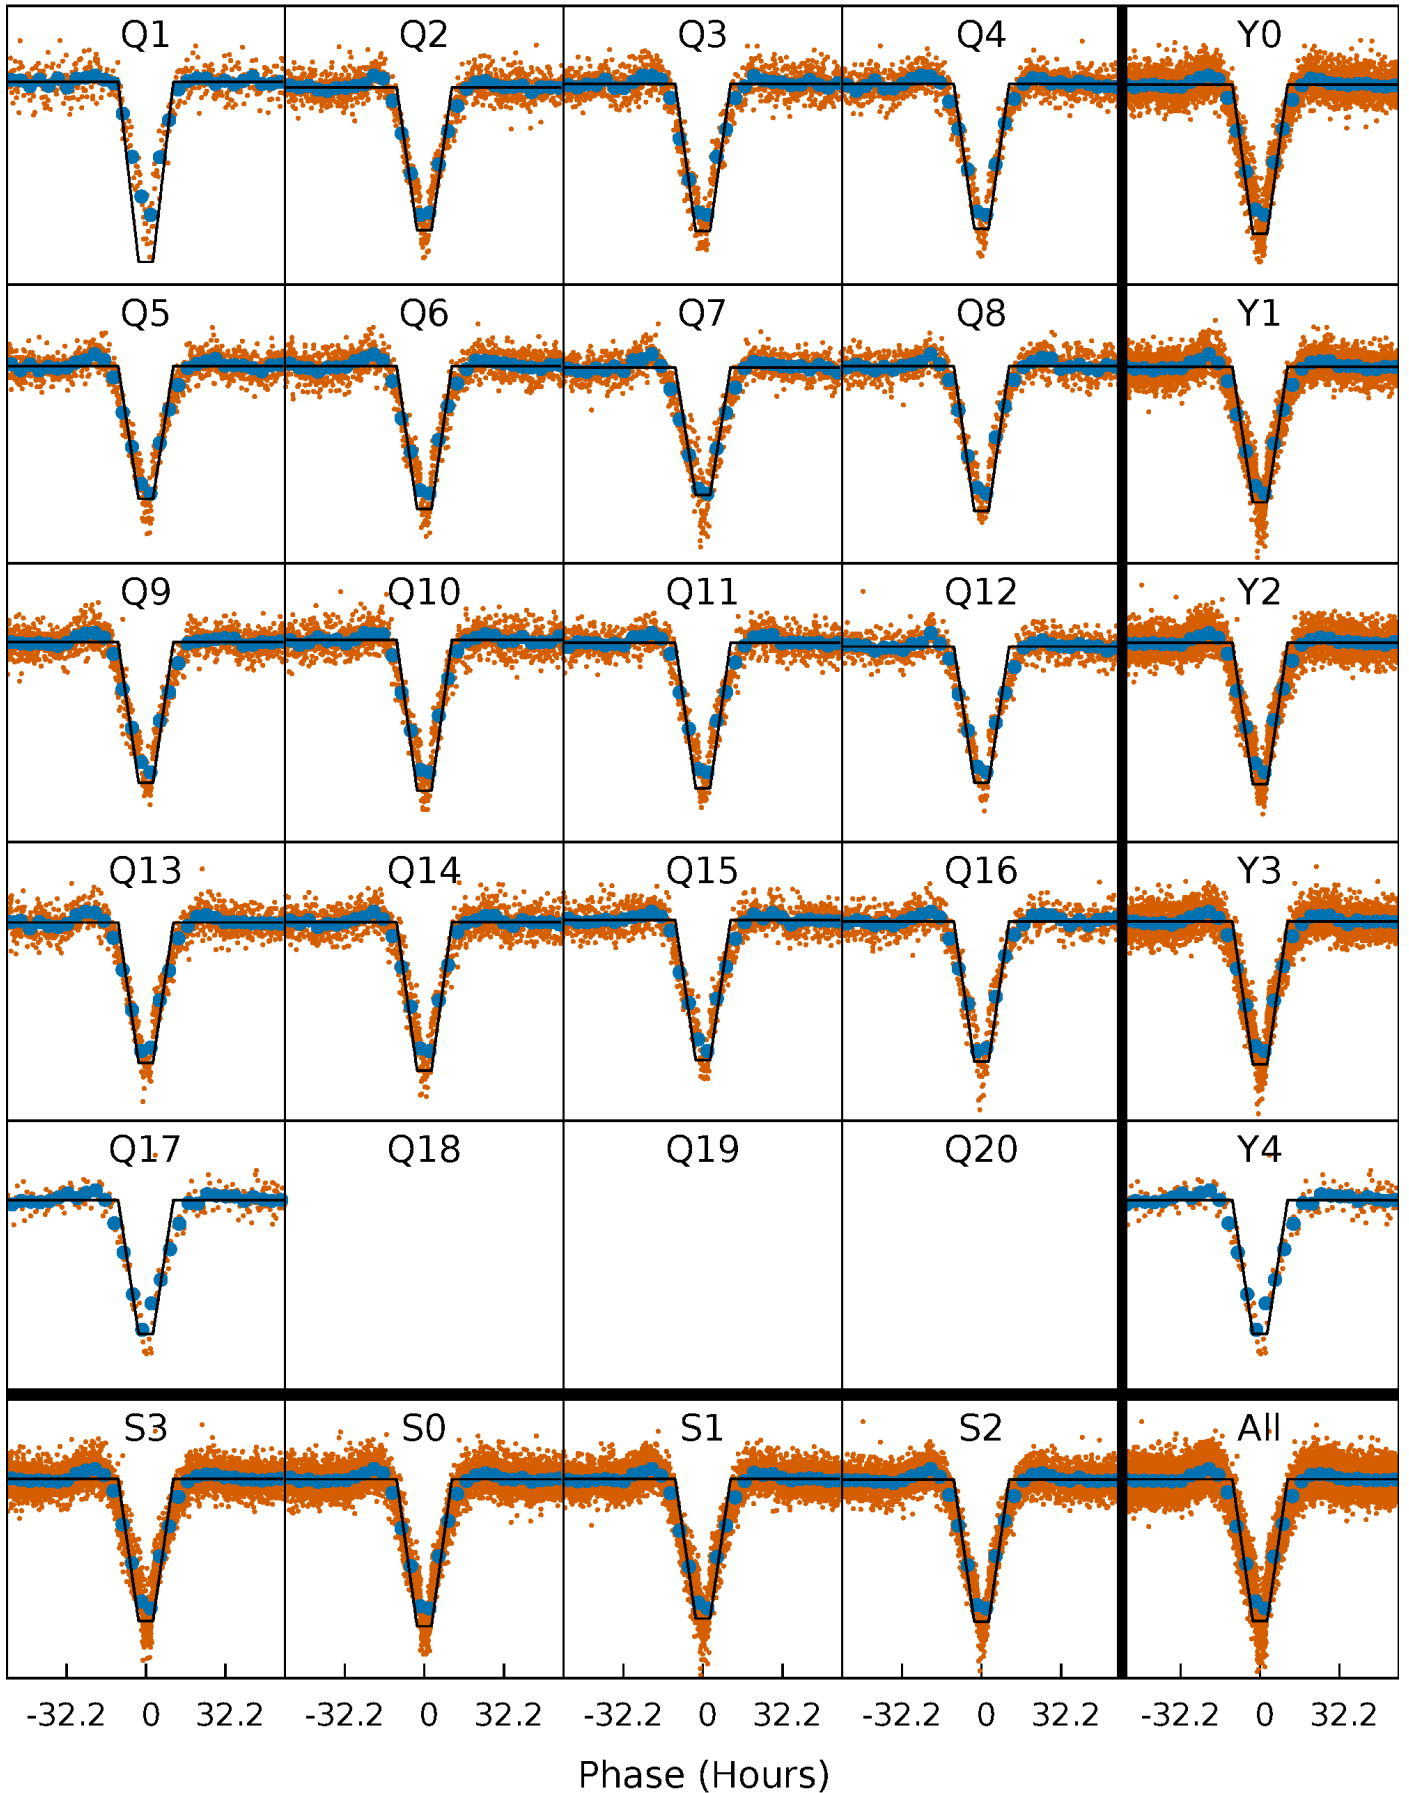 Q1 Q2 Q3 Q4 Y0
Q5 Q6 Q7 Q8 Y1
Q9 Q10 Q11 Q12 Y2
Q13 Q14 Q15 Q16 Y3
Q17 Q18 Q19 Q20 Y4
S3 S0 S1 S2 All
-32.2 0 32.2 -32.2 0 32.2 -32.2 0 32.2 -32.2 0 32.2 -32.2 0 32.2
Phase (Hours)